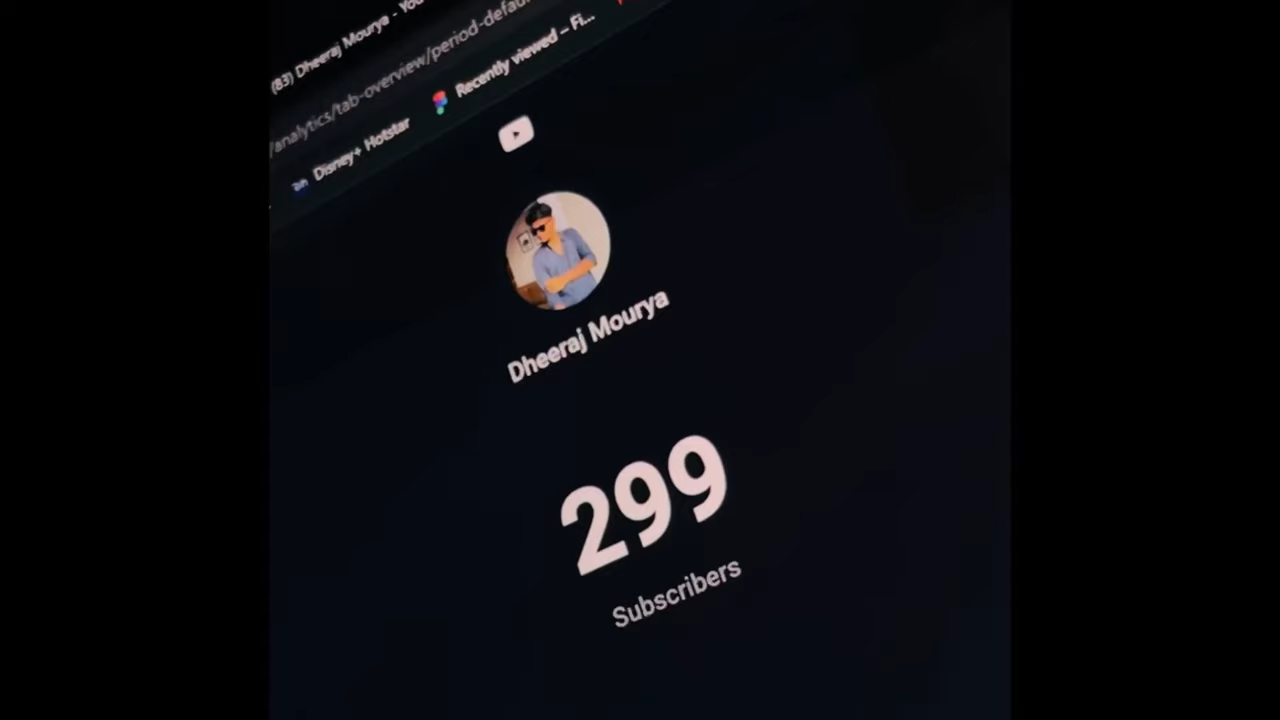 (83) Dheeraj Mourya - You
/analytics/tab-overview/period-defau
Disney+ Hotstar
Recently viewed – Fi...
Dheeraj Mourya
299
Subscribers